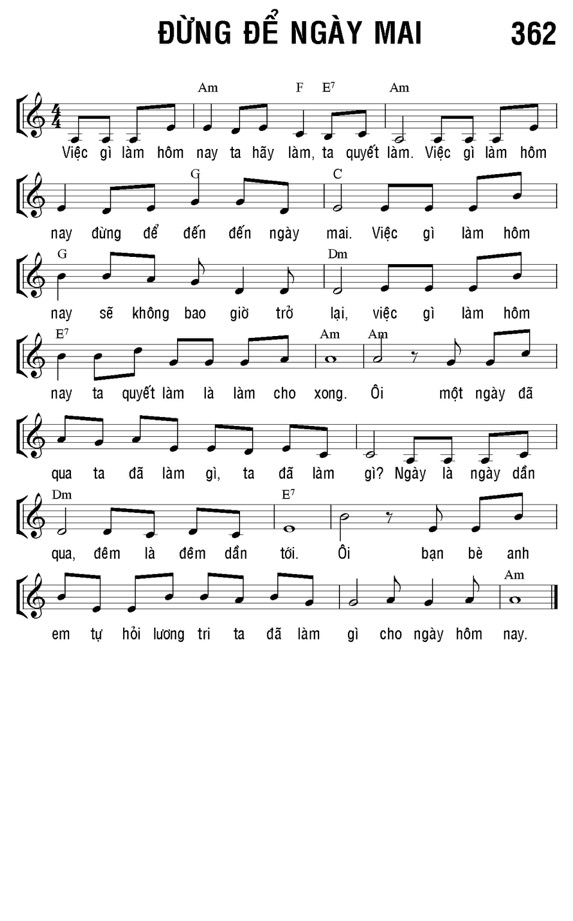 ĐỪNG ĐỂ NGÀY MAI 362
4 4
Am F E7 Am
Việc gì làm hôm nay ta hãy làm, ta quyết làm. Việc gì làm hôm
G C
nay đừng để đến đến ngày mai. Việc gì làm hôm
G Dm
nay sẽ không bao giờ trở lại, việc gì làm hôm
E7 Am Am
nay ta quyết làm là làm cho xong. Ôi một ngày đã
qua ta đã làm gì, ta đã làm gì? Ngày là ngày dẩn
Dm E7
qua, đêm là đêm dẩn tới. Ôi bạn bè anh
Am
em tự hỏi lương tri ta đã làm gì cho ngày hôm nay.